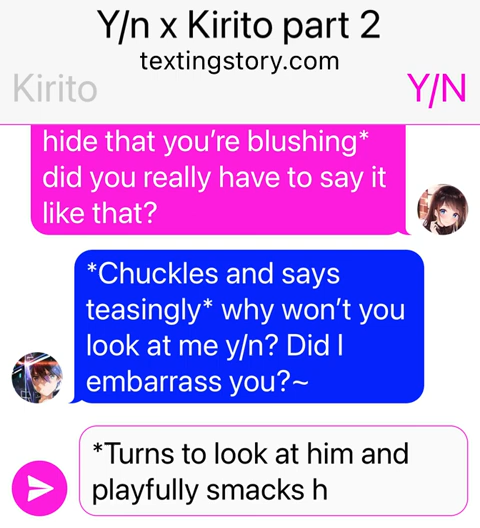 Y/n x Kirito part 2
textingstory.com
Kirito
Y/N
hide that you’re blushing*
did you really have to say it
like that?
*Chuckles and says
teasingly* why won’t you
look at me y/n? Did I
embarrass you?~
*Turns to look at him and
playfully smacks h